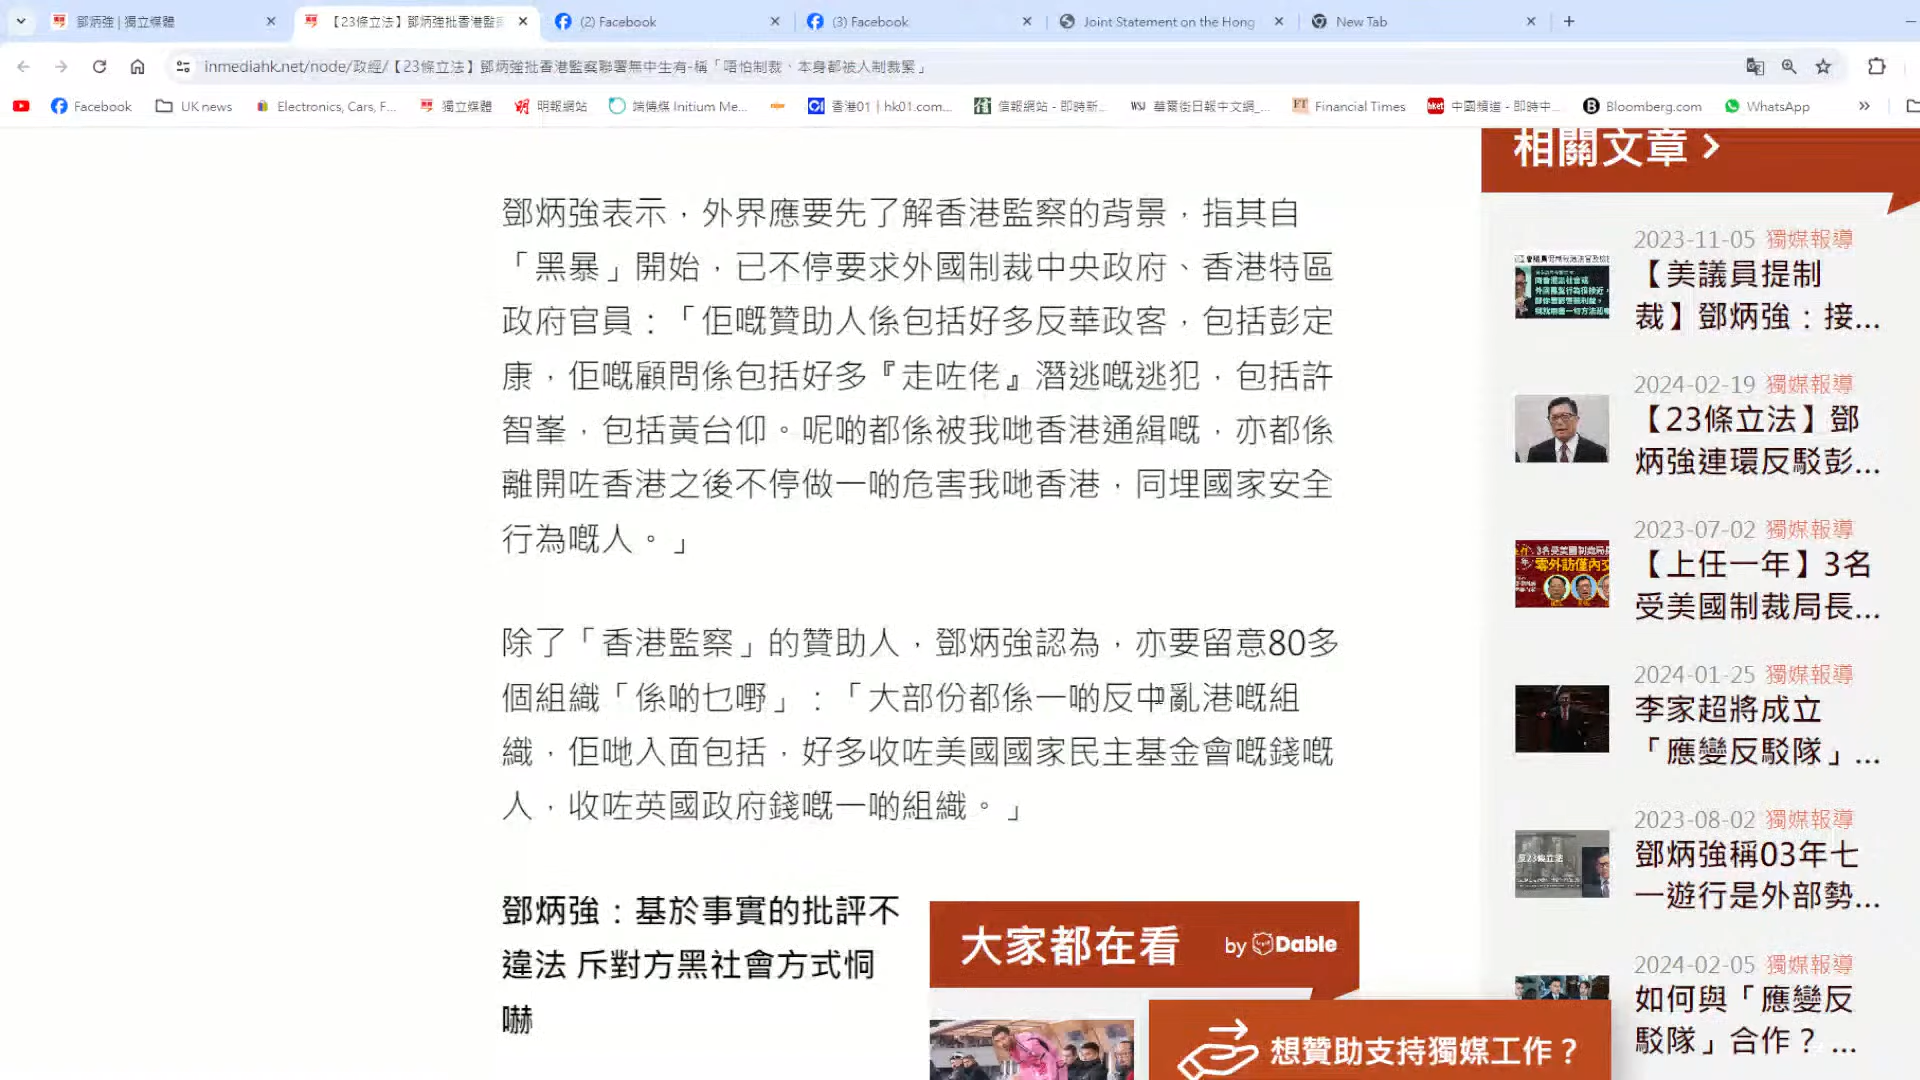 鄧炳強 | 獨立媒體
【23條立法】鄧炳強批香港監察
(2) Facebook
(3) Facebook
Joint Statement on the Hong
New Tab
inmediahk.net/node/政經/【23條立法】鄧炳強批香港監察聯署無中生有-稱「唔怕制裁、本身都被人制裁緊」
Facebook
UK news
Electronics, Cars, F...
獨立媒體
明報網站
端傳媒 Initium Me...
香港01 | hk01.com...
信報網站 - 即時新...
WSJ 華爾街日報中文網_...
FT Financial Times
hket 中國頻道 - 即時中...
Bloomberg.com
WhatsApp
鄧炳強表示，外界應要先了解香港監察的背景，指其自
「黑暴」開始，已不停要求外國制裁中央政府、香港特區
政府官員：「佢嘅贊助人係包括好多反華政客，包括彭定
康，佢嘅顧問係包括好多『走咗佬』潛逃嘅逃犯，包括許
智峯，包括黃台仰。呢啲都係被我哋香港通緝嘅，亦都係
離開咗香港之後不停做一啲危害我哋香港，同埋國家安全
行為嘅人。」
除了「香港監察」的贊助人，鄧炳強認為，亦要留意80多
個組織「係啲乜嘢」：「大部份都係一啲反中亂港嘅組
織，佢哋入面包括，好多收咗美國國家民主基金會嘅錢嘅
人，收咗英國政府錢嘅一啲組織。」
鄧炳強：基於事實的批評不
違法 斥對方黑社會方式恫
嚇
大家都在看
by Dable
想贊助支持獨媒工作？
相關文章
2023-11-05 獨媒報導
【美議員提制
裁】鄧炳強：接...
2024-02-19 獨媒報導
【23條立法】鄧
炳強連環反駁彭...
2023-07-02 獨媒報導
【上任一年】3名
受美國制裁局長...
2024-01-25 獨媒報導
李家超將成立
「應變反駁隊」...
2023-08-02 獨媒報導
鄧炳強稱03年七
一遊行是外部勢...
2024-02-05 獨媒報導
如何與「應變反
駁隊」合作？ ...